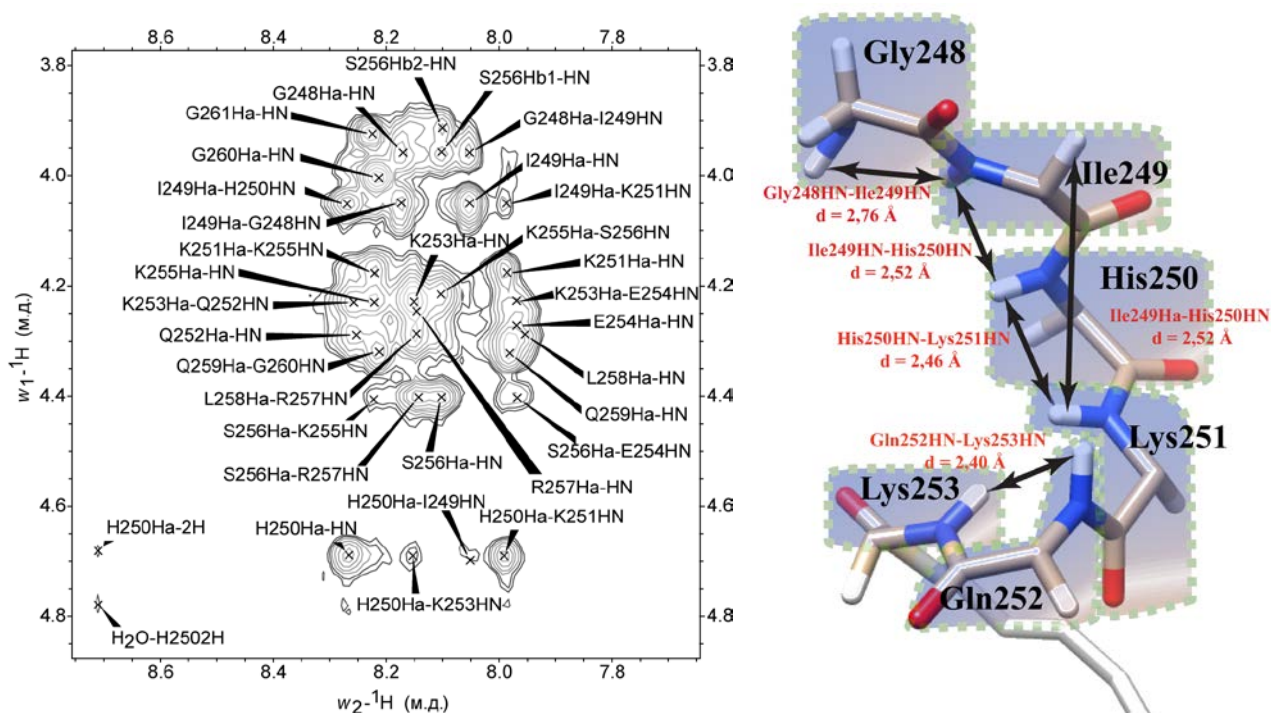 8.6 8.4 8.2 8.0 7.8
3.8 3.8
S256Hb2-HN
S256Hb1-HN
G248Ha-HN
G261Ha-HN
G248Ha-I249HN
G260Ha-HN
I249Ha-HN
4.0 4.0
I249Ha-H250HN
I249Ha-K251HN
I249Ha-G248HN
K253Ha-HN
K255Ha-S256HN
K251Ha-K255HN
K251Ha-HN
4.2 4.2
K255Ha-HN
K253Ha-E254HN
K253Ha-Q252HN
E254Ha-HN
Q252Ha-HN
Q259Ha-G260HN
L258Ha-HN
L258Ha-R257HN
Q259Ha-HN
4.4 4.4
S256Ha-K255HN
S256Ha-E254HN
S256Ha-R257HN
S256Ha-HN
R257Ha-HN
4.6 4.6
H250Ha-I249HN
H250Ha-2H
H250Ha-HN
H250Ha-K251HN
H250Ha-K253HN
4.8 4.8
H2O-H2502H
8.6 8.4 8.2 8.0 7.8
w1-1H (м.д.)
w2-1H (м.д.)
Gly248
Gly248HN-Ile249HN
d = 2,76 Å
Ile249
Ile249HN-His250HN
d = 2,52 Å
His250
Ile249Ha-His250HN
d = 2,52 Å
His250HN-Lys251HN
d = 2,46 Å
Lys251
Gln252HN-Lys253HN
d = 2,40 Å
Lys253
Gln252